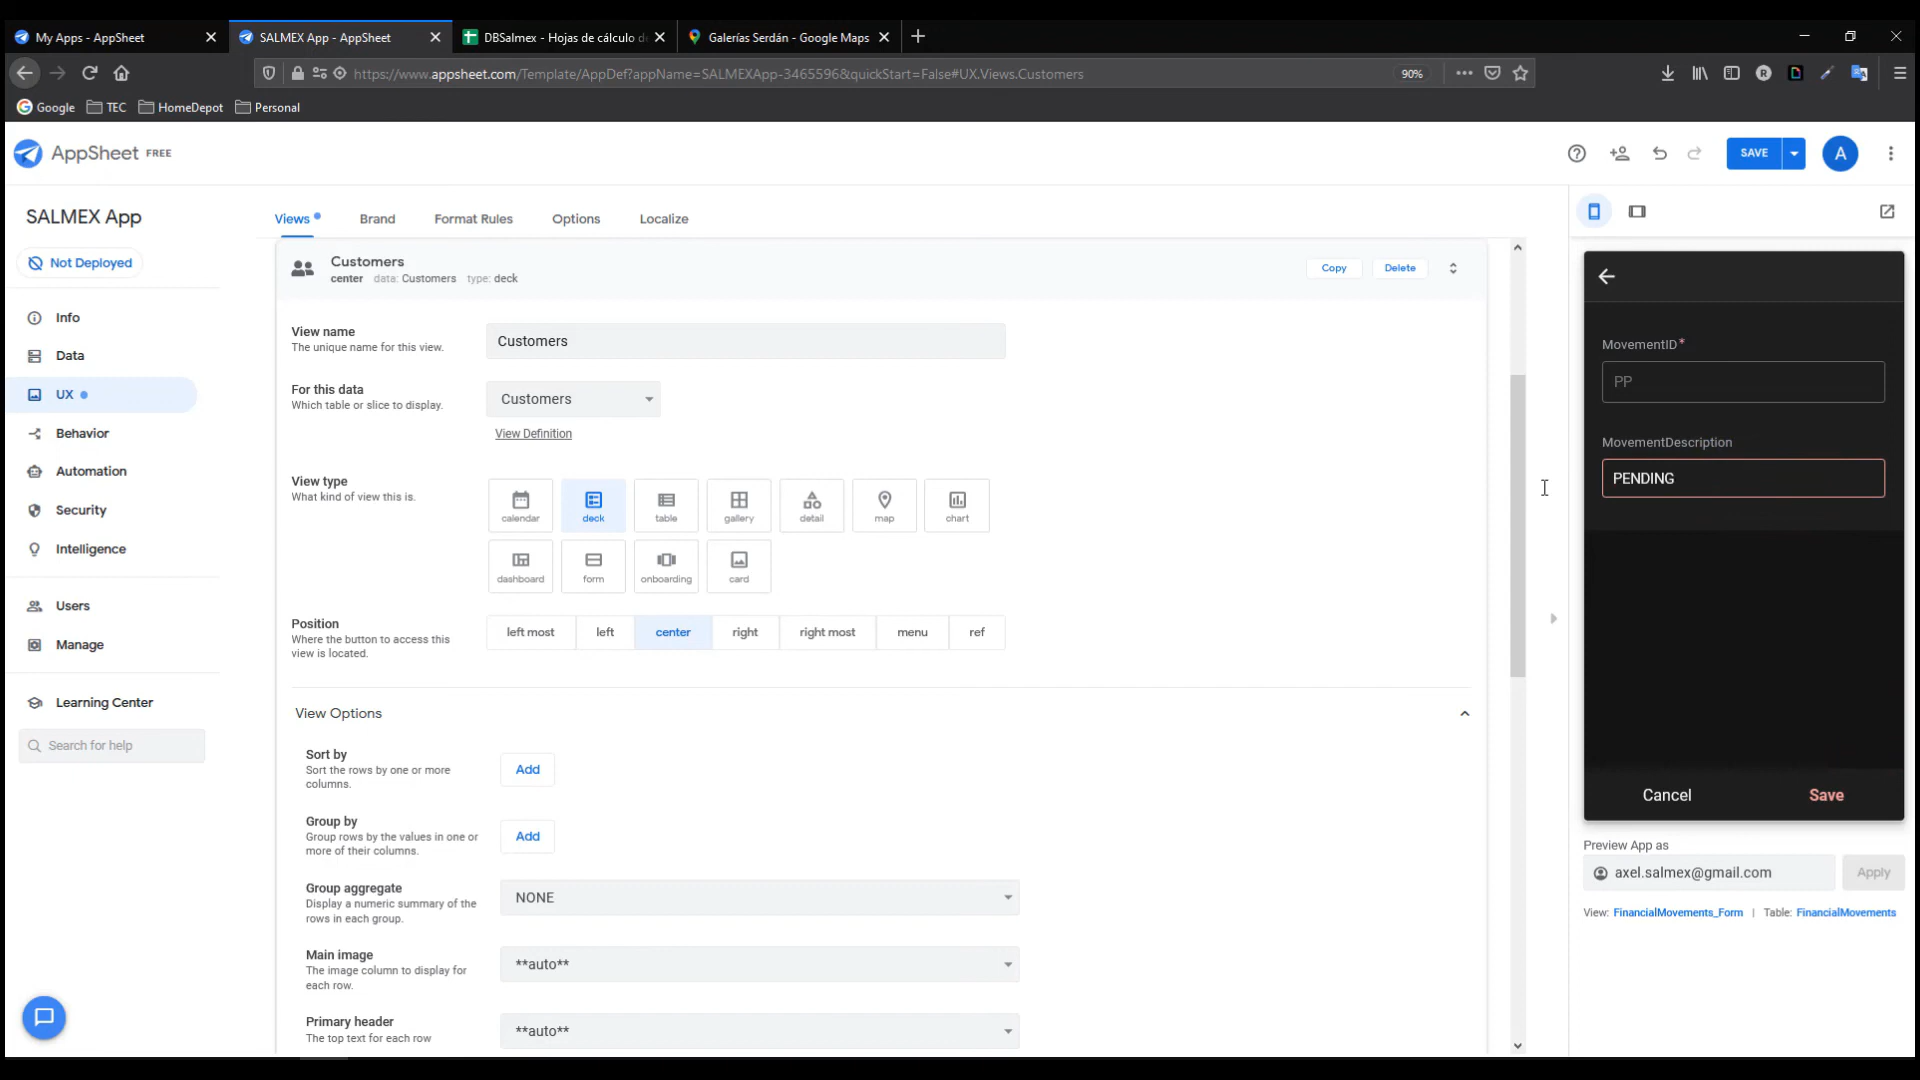 My Apps - AppSheet
SALMEX App - AppSheet
DBSalmex - Hojas de cálculo de
Galerías Serdán - Google Maps
https://www.appsheet.com/Template/AppDef?appName=SALMEXApp-3465596&quickStart=False#UX.Views.Customers
90%
Google
TEC
HomeDepot
Personal
AppSheet FREE
SAVE
A
SALMEX App
Not Deployed
Info
Data
UX
Behavior
Automation
Security
Intelligence
Users
Manage
Learning Center
Search for help
Views
Brand
Format Rules
Options
Localize
Customers
center data: Customers type: deck
Copy
Delete
View name
The unique name for this view.
Customers
For this data
Which table or slice to display.
Customers
View Definition
View type
What kind of view this is.
calendar
deck
table
gallery
detail
map
chart
dashboard
form
onboarding
card
Position
Where the button to access this
view is located.
left most
left
center
right
right most
menu
ref
View Options
Sort by
Sort the rows by one or more
columns.
Add
Group by
Group rows by the values in one or
more of their columns.
Add
Group aggregate
Display a numeric summary of the
rows in each group.
NONE
Main image
The image column to display for
each row.
**auto**
Primary header
The top text for each row
**auto**
MovementID*
PP
MovementDescription
PENDING
Cancel
Save
Preview App as
axel.salmex@gmail.com
Apply
View: FinancialMovements_Form | Table: FinancialMovements